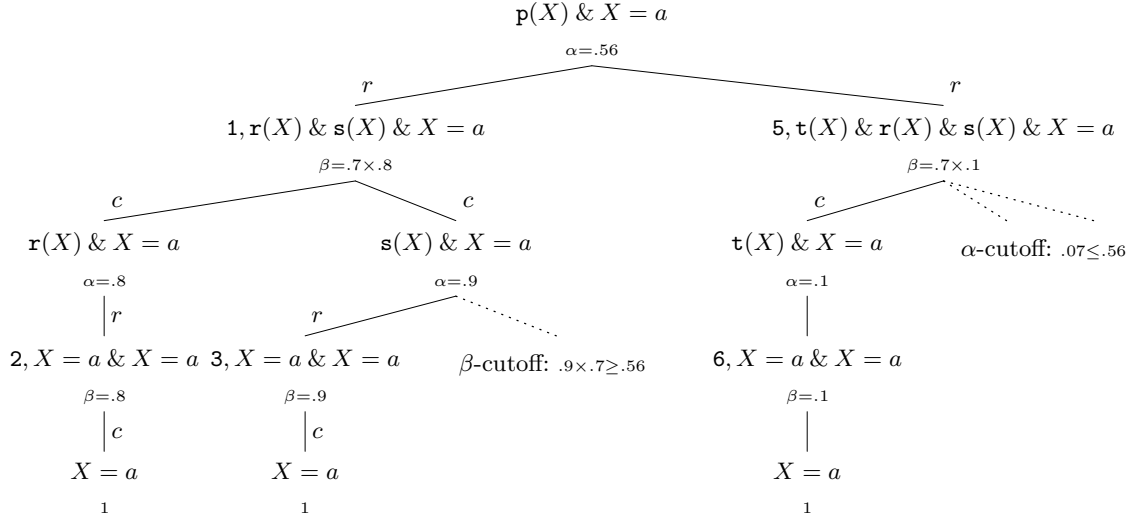 p(X) & X = a
α=.56
r r
1, r(X) & s(X) & X = a 5, t(X) & r(X) & s(X) & X = a
β=.7×.8 β=.7×.1
c c c
r(X) & X = a s(X) & X = a t(X) & X = a α-cutoff: .07≤.56
α=.8 α=.9 α=.1
r r
2, X = a & X = a 3, X = a & X = a β-cutoff: .9×.7≥.56 6, X = a & X = a
β=.8 β=.9 β=.1
c c
X = a X = a X = a
1 1 1